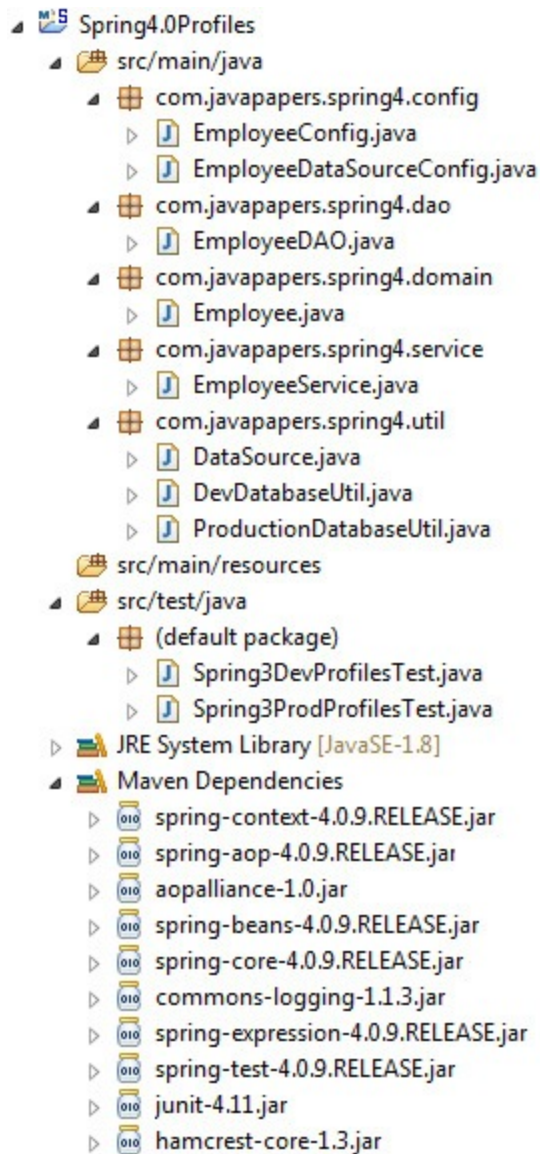 Spring4.0Profiles
src/main/java
com.javapapers.spring4.config
EmployeeConfig.java
EmployeeDataSourceConfig.java
com.javapapers.spring4.dao
EmployeeDAO.java
com.javapapers.spring4.domain
Employee.java
com.javapapers.spring4.service
EmployeeService.java
com.javapapers.spring4.util
DataSource.java
DevDatabaseUtil.java
ProductionDatabaseUtil.java
src/main/resources
src/test/java
(default package)
Spring3DevProfilesTest.java
Spring3ProdProfilesTest.java
JRE System Library [JavaSE-1.8]
Maven Dependencies
spring-context-4.0.9.RELEASE.jar
spring-aop-4.0.9.RELEASE.jar
aopalliance-1.0.jar
spring-beans-4.0.9.RELEASE.jar
spring-core-4.0.9.RELEASE.jar
commons-logging-1.1.3.jar
spring-expression-4.0.9.RELEASE.jar
spring-test-4.0.9.RELEASE.jar
junit-4.11.jar
hamcrest-core-1.3.jar